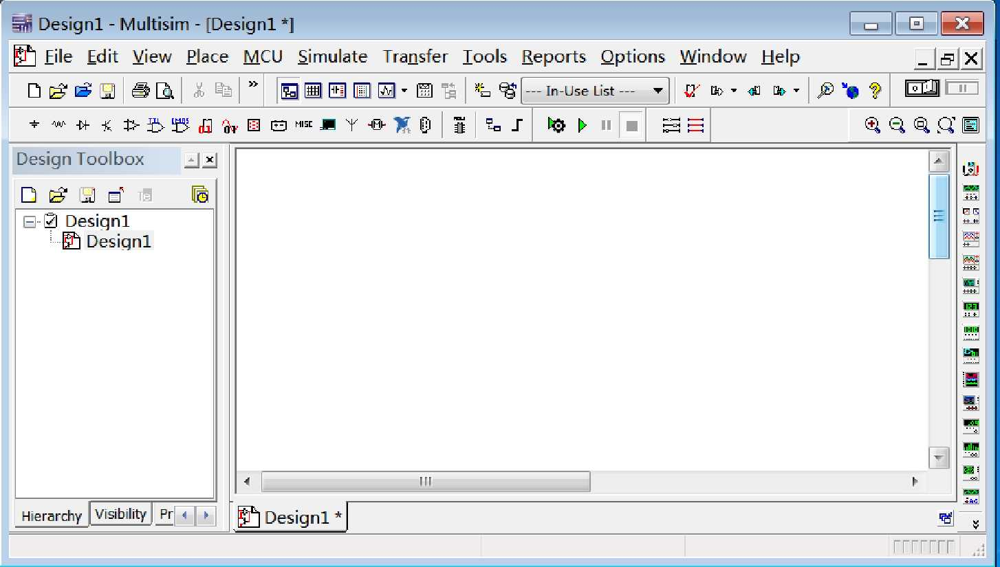 Design1 - Multisim - [Design1 *]
File Edit View Place MCU Simulate Transfer Tools Reports Options Window Help
--- In-Use List ---
MISC
Design Toolbox
Design1
Design1
Hierarchy Visibility Pr
Design1 *